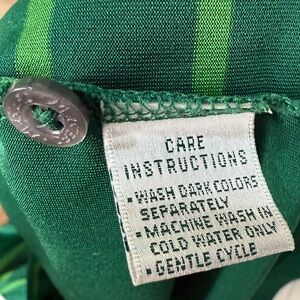 CARE
INSTRUCTIONS
•WASH DARK COLORS
SEPARATELY
•MACHINE WASH IN
COLD WATER ONLY
•GENTLE CYCLE